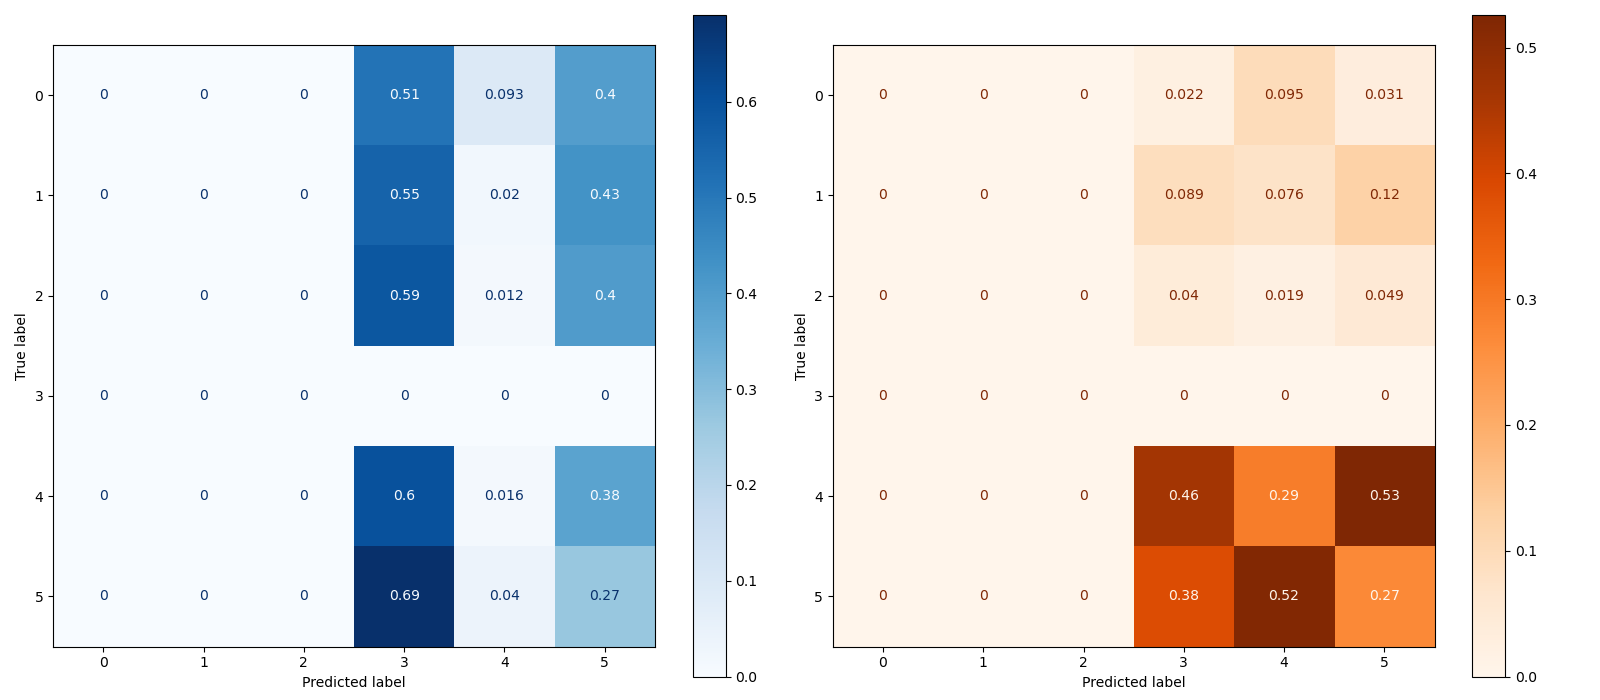 0 0 0 0 0.51 0.093 0.4
1 0 0 0 0.55 0.02 0.43
2 0 0 0 0.59 0.012 0.4
3 0 0 0 0 0 0
4 0 0 0 0.6 0.016 0.38
5 0 0 0 0.69 0.04 0.27
0 1 2 3 4 5
True label
Predicted label
0.6
0.5
0.4
0.3
0.2
0.1
0.0
0 0 0 0 0.022 0.095 0.031
1 0 0 0 0.089 0.076 0.12
2 0 0 0 0.04 0.019 0.049
3 0 0 0 0 0 0
4 0 0 0 0.46 0.29 0.53
5 0 0 0 0.38 0.52 0.27
0 1 2 3 4 5
True label
Predicted label
0.5
0.4
0.3
0.2
0.1
0.0